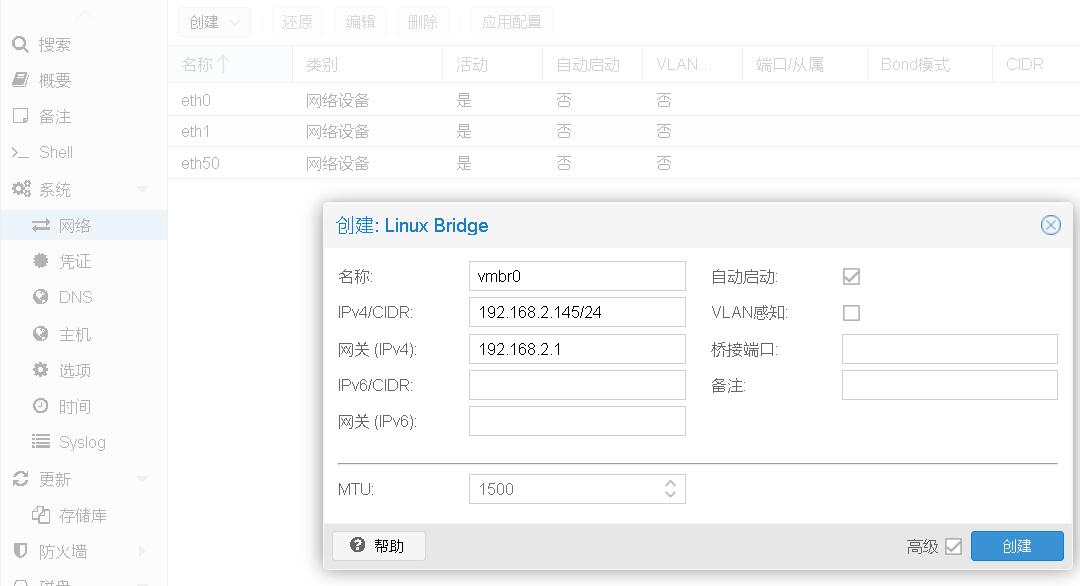 创建 还原 编辑 删除 应用配置
搜索
概要
备注
Shell
系统
网络
凭证
DNS
主机
选项
时间
Syslog
更新
存储库
防火墙
磁盘
名称 类别 活动 自动启动 VLAN... 端口/从属 Bond模式 CIDR
eth0 网络设备 是 否 否
eth1 网络设备 是 否 否
eth50 网络设备 是 否 否
创建: Linux Bridge
名称: vmbr0 自动启动:
IPv4/CIDR: 192.168.2.145/24 VLAN感知:
网关 (IPv4): 192.168.2.1 桥接端口:
IPv6/CIDR: 备注:
网关 (IPv6):
MTU: 1500
帮助 高级 创建